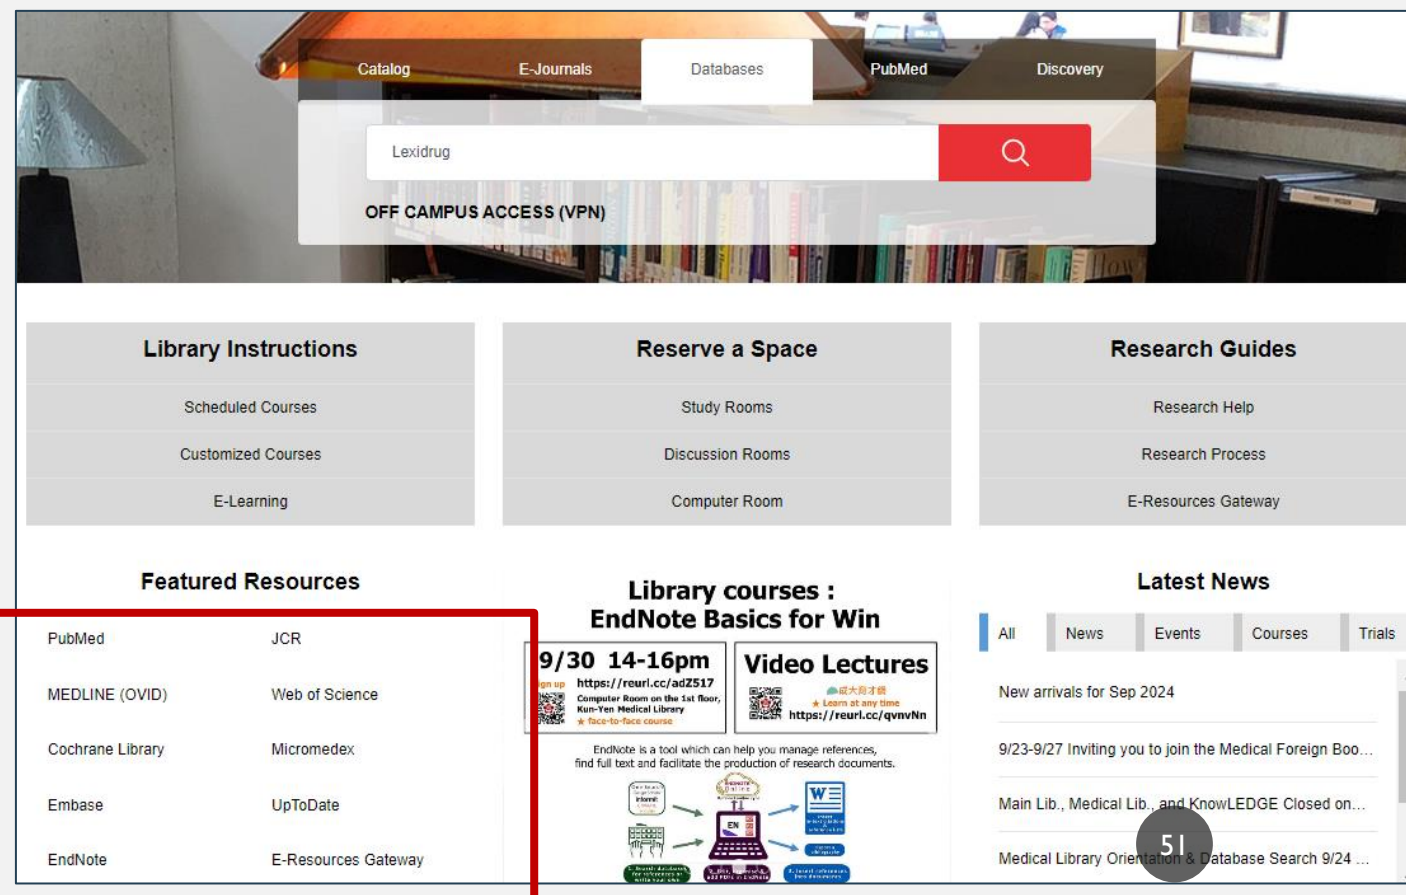 Catalog E-Journals Databases PubMed Discovery
Lexidrug
OFF CAMPUS ACCESS (VPN)
Library Instructions
Scheduled Courses
Customized Courses
E-Learning
Reserve a Space
Study Rooms
Discussion Rooms
Computer Room
Research Guides
Research Help
Research Process
E-Resources Gateway
Featured Resources
PubMed JCR
MEDLINE (OVID) Web of Science
Cochrane Library Micromedex
Embase UpToDate
EndNote E-Resources Gateway
Library courses :
EndNote Basics for Win
9/30 14-16pm
https://reurl.cc/adZ517
Computer Room on the 1st floor,
Kun-Yen Medical Library
★ face-to-face course
Video Lectures
成大育才網
★ Learn at any time
https://reurl.cc/qvnvNn
EndNote is a tool which can help you manage references,
find full text and facilitate the production of research documents.
informit
EN
W
Latest News
All News Events Courses Trials
New arrivals for Sep 2024
9/23-9/27 Inviting you to join the Medical Foreign Boo...
Main Lib., Medical Lib., and KnowLEDGE Closed on...
Medical Library Orientation & Database Search 9/24 ...
51